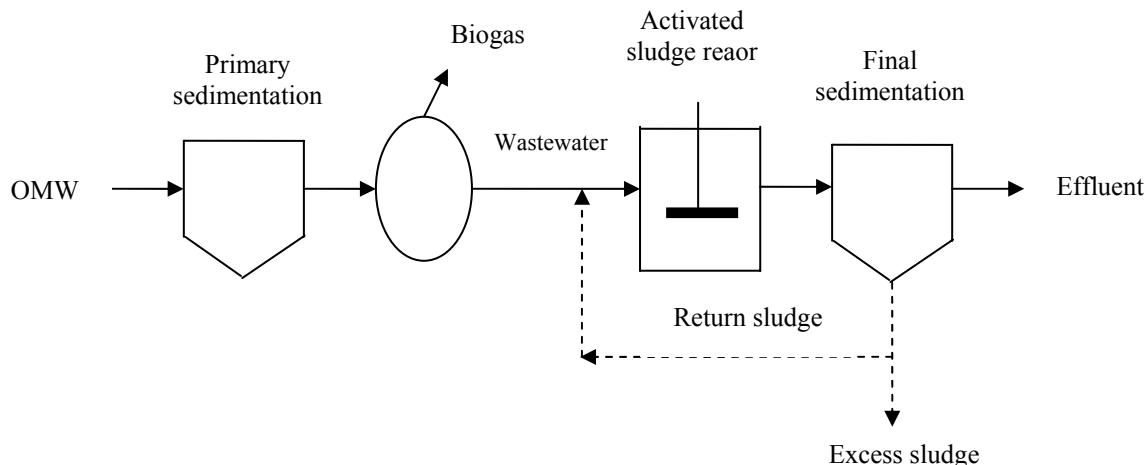 Biogas
Primary
sedimentation
Activated
sludge reaor
Final
sedimentation
Wastewater
OMW
Effluent
Return sludge
Excess sludge